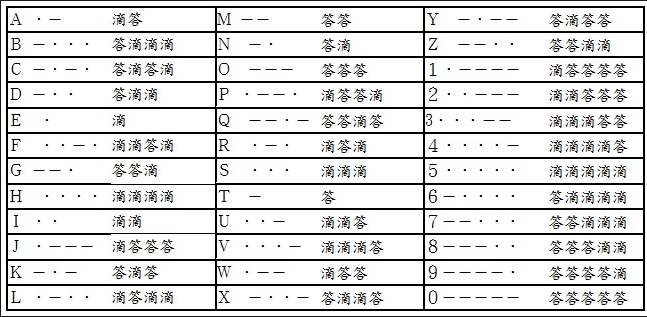 A ·− 滴答 M −− 答答 Y −·−− 答滴答答
B −··· 答滴滴滴 N −· 答滴 Z −−·· 答答滴滴
C −·−· 答滴答滴 O −−− 答答答 1 ·−−−− 滴答答答答
D −·· 答滴滴 P ·−−· 滴答答滴 2 ··−−− 滴滴答答答
E · 滴 Q −−·− 答答滴答 3 ···−− 滴滴滴答答
F ··−· 滴滴答滴 R ·−· 滴答滴 4 ····− 滴滴滴滴答
G −−· 答答滴 S ··· 滴滴滴 5 ····· 滴滴滴滴滴
H ···· 滴滴滴滴 T − 答 6 −···· 答滴滴滴滴
I ·· 滴滴 U ··− 滴滴答 7 −−··· 答答滴滴滴
J ·−−− 滴答答答 V ···− 滴滴滴答 8 −−−·· 答答答滴滴
K −·− 答滴答 W ·−− 滴答答 9 −−−−· 答答答答滴
L ·−·· 滴答滴滴 X −··− 答滴滴答 0 −−−−− 答答答答答